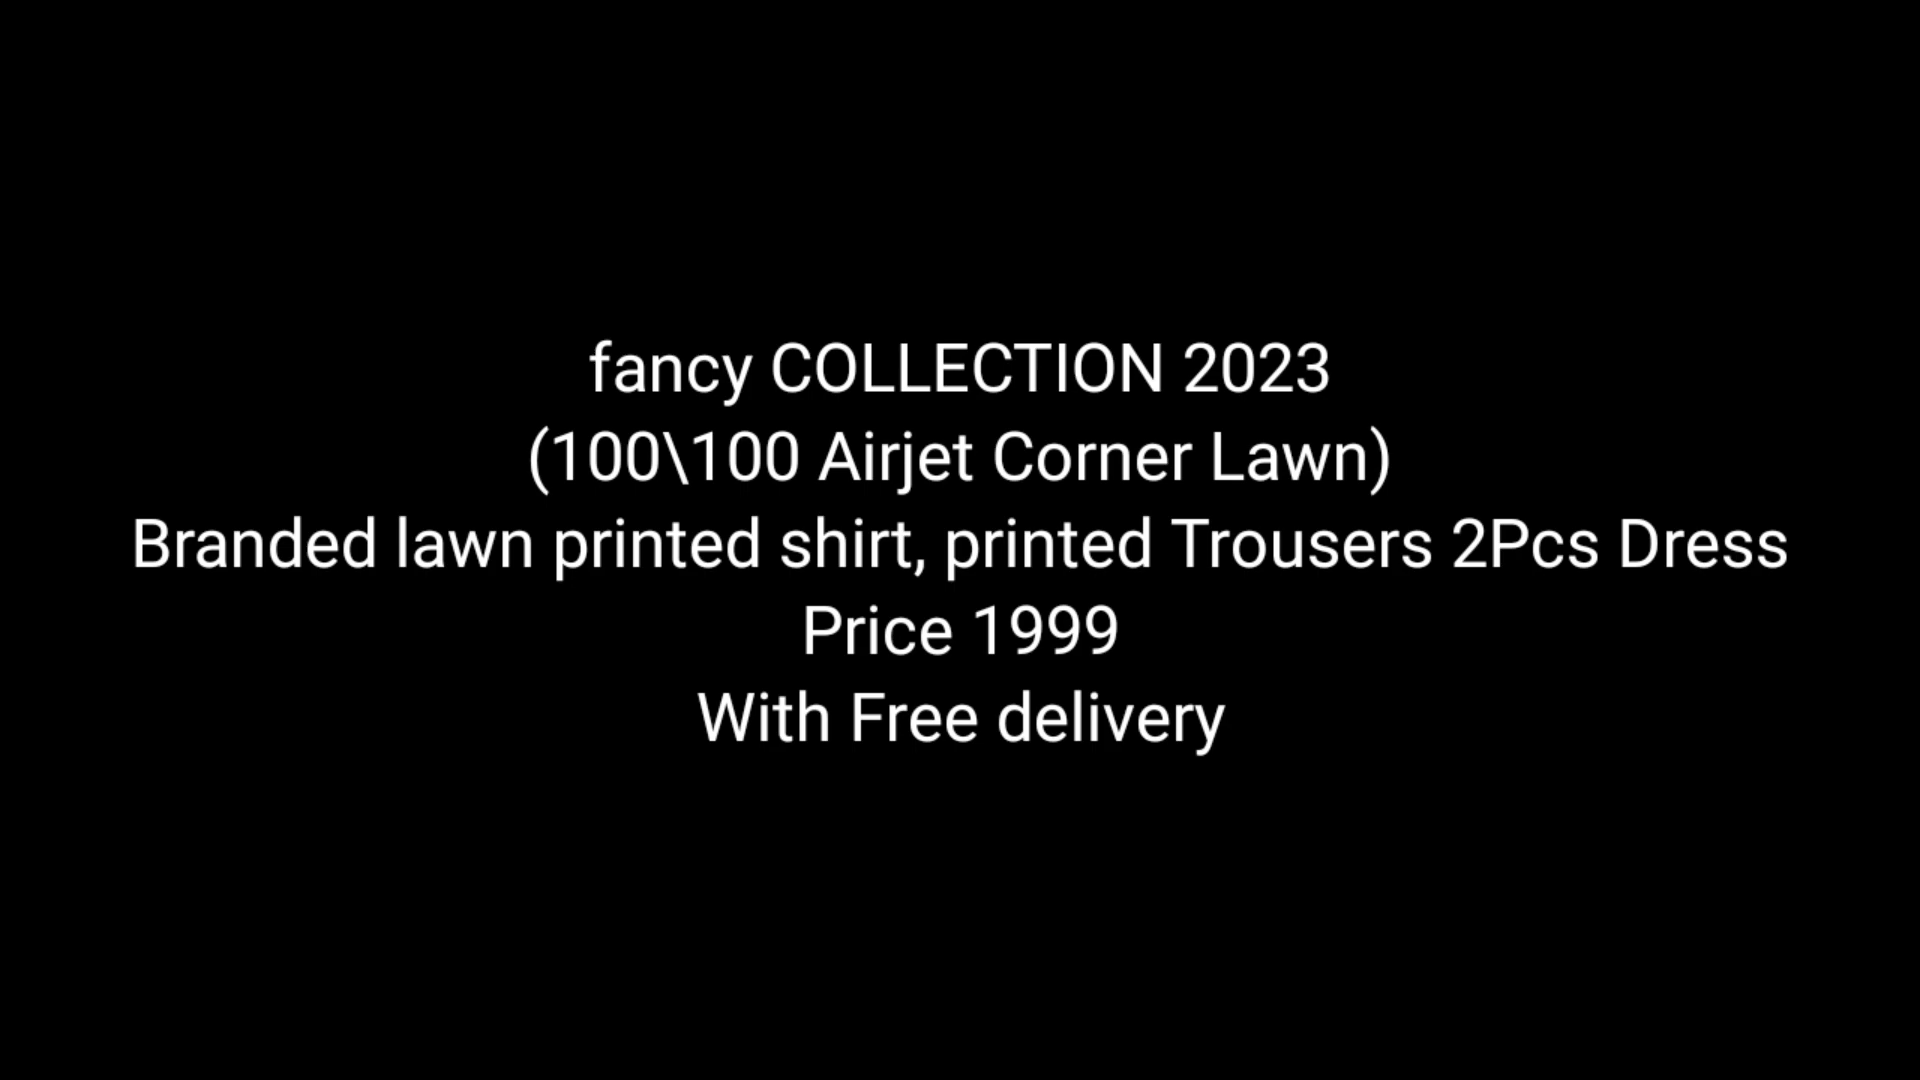 fancy COLLECTION 2023
(100\100 Airjet Corner Lawn)
Branded lawn printed shirt, printed Trousers 2Pcs Dress
Price 1999
With Free delivery